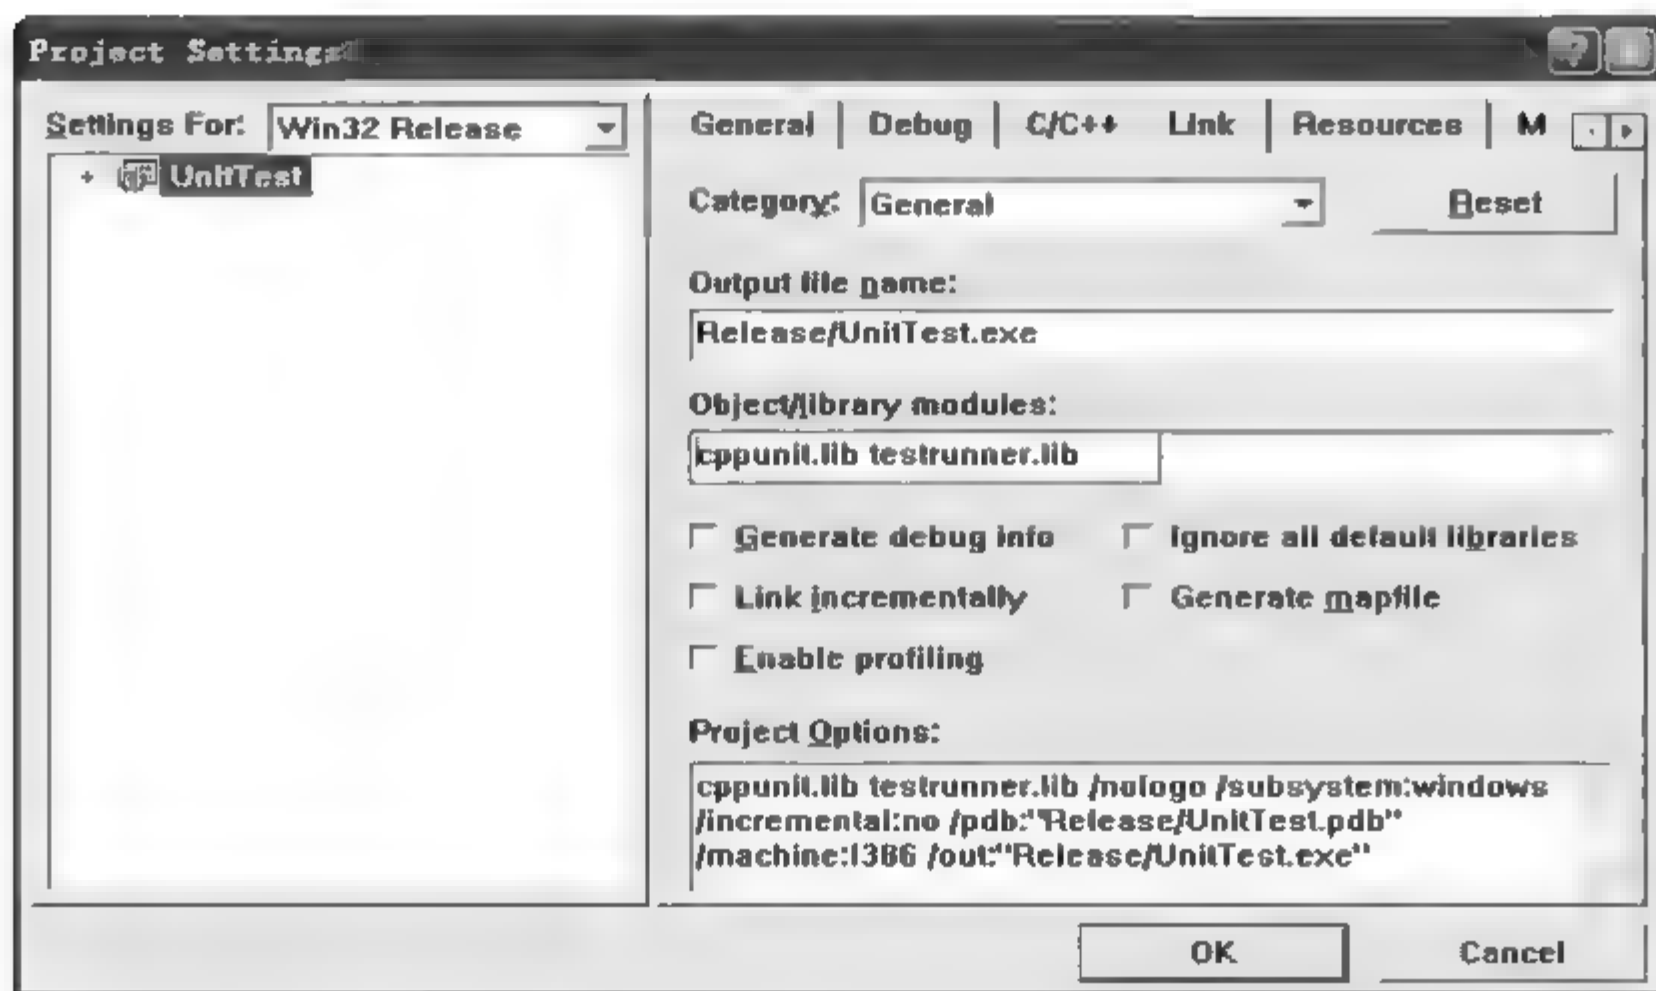 Project Settings
Settings For: Win32 Release
UnitTest
General Debug C/C++ Link Resources M
Category: General Reset
Output file name:
Release/UnitTest.exe
Object/library modules:
cppunit.lib testrunner.lib
Generate debug info Ignore all default libraries
Link incrementally Generate mapfile
Enable profiling
Project Options:
cppunit.lib testrunner.lib /nologo /subsystem:windows
/incremental:no /pdb:"Release/UnitTest.pdb"
/machine:I386 /out:"Release/UnitTest.exe"
OK Cancel